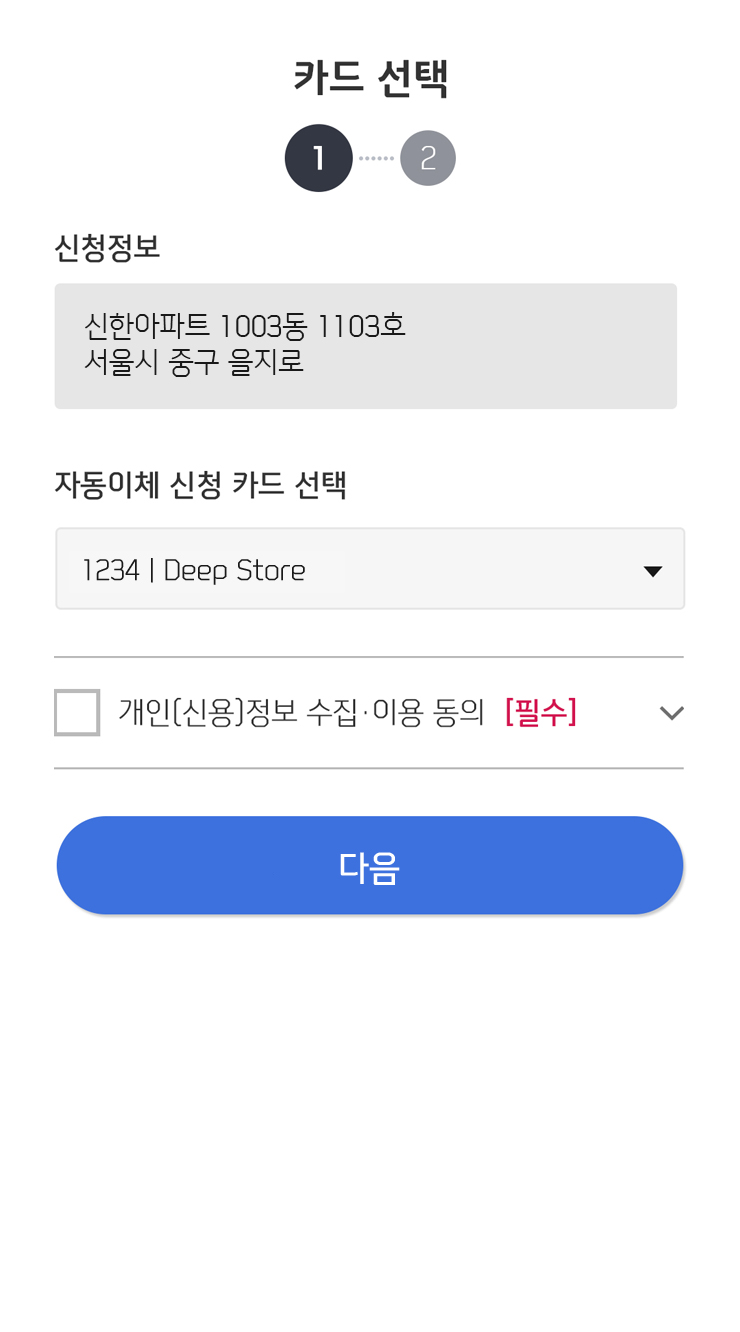 카드 선택
1 2
신청정보
신한아파트 1003동 1103호
서울시 중구 을지로
자동이체 신청 카드 선택
1234 | Deep Store
개인(신용)정보 수집·이용 동의 [필수]
다음